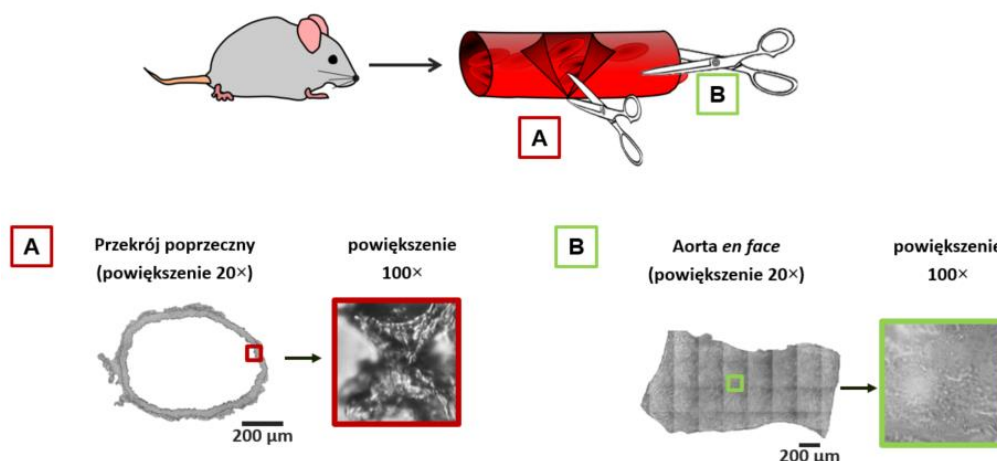 A
B
A
Przekrój poprzeczny
(powiększenie 20×)
powiększenie
100×
200 µm
B
Aorta en face
(powiększenie 20×)
powiększenie
100×
200 µm